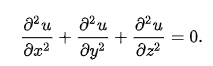 ∂²u/∂x² + ∂²u/∂y² + ∂²u/∂z² = 0.